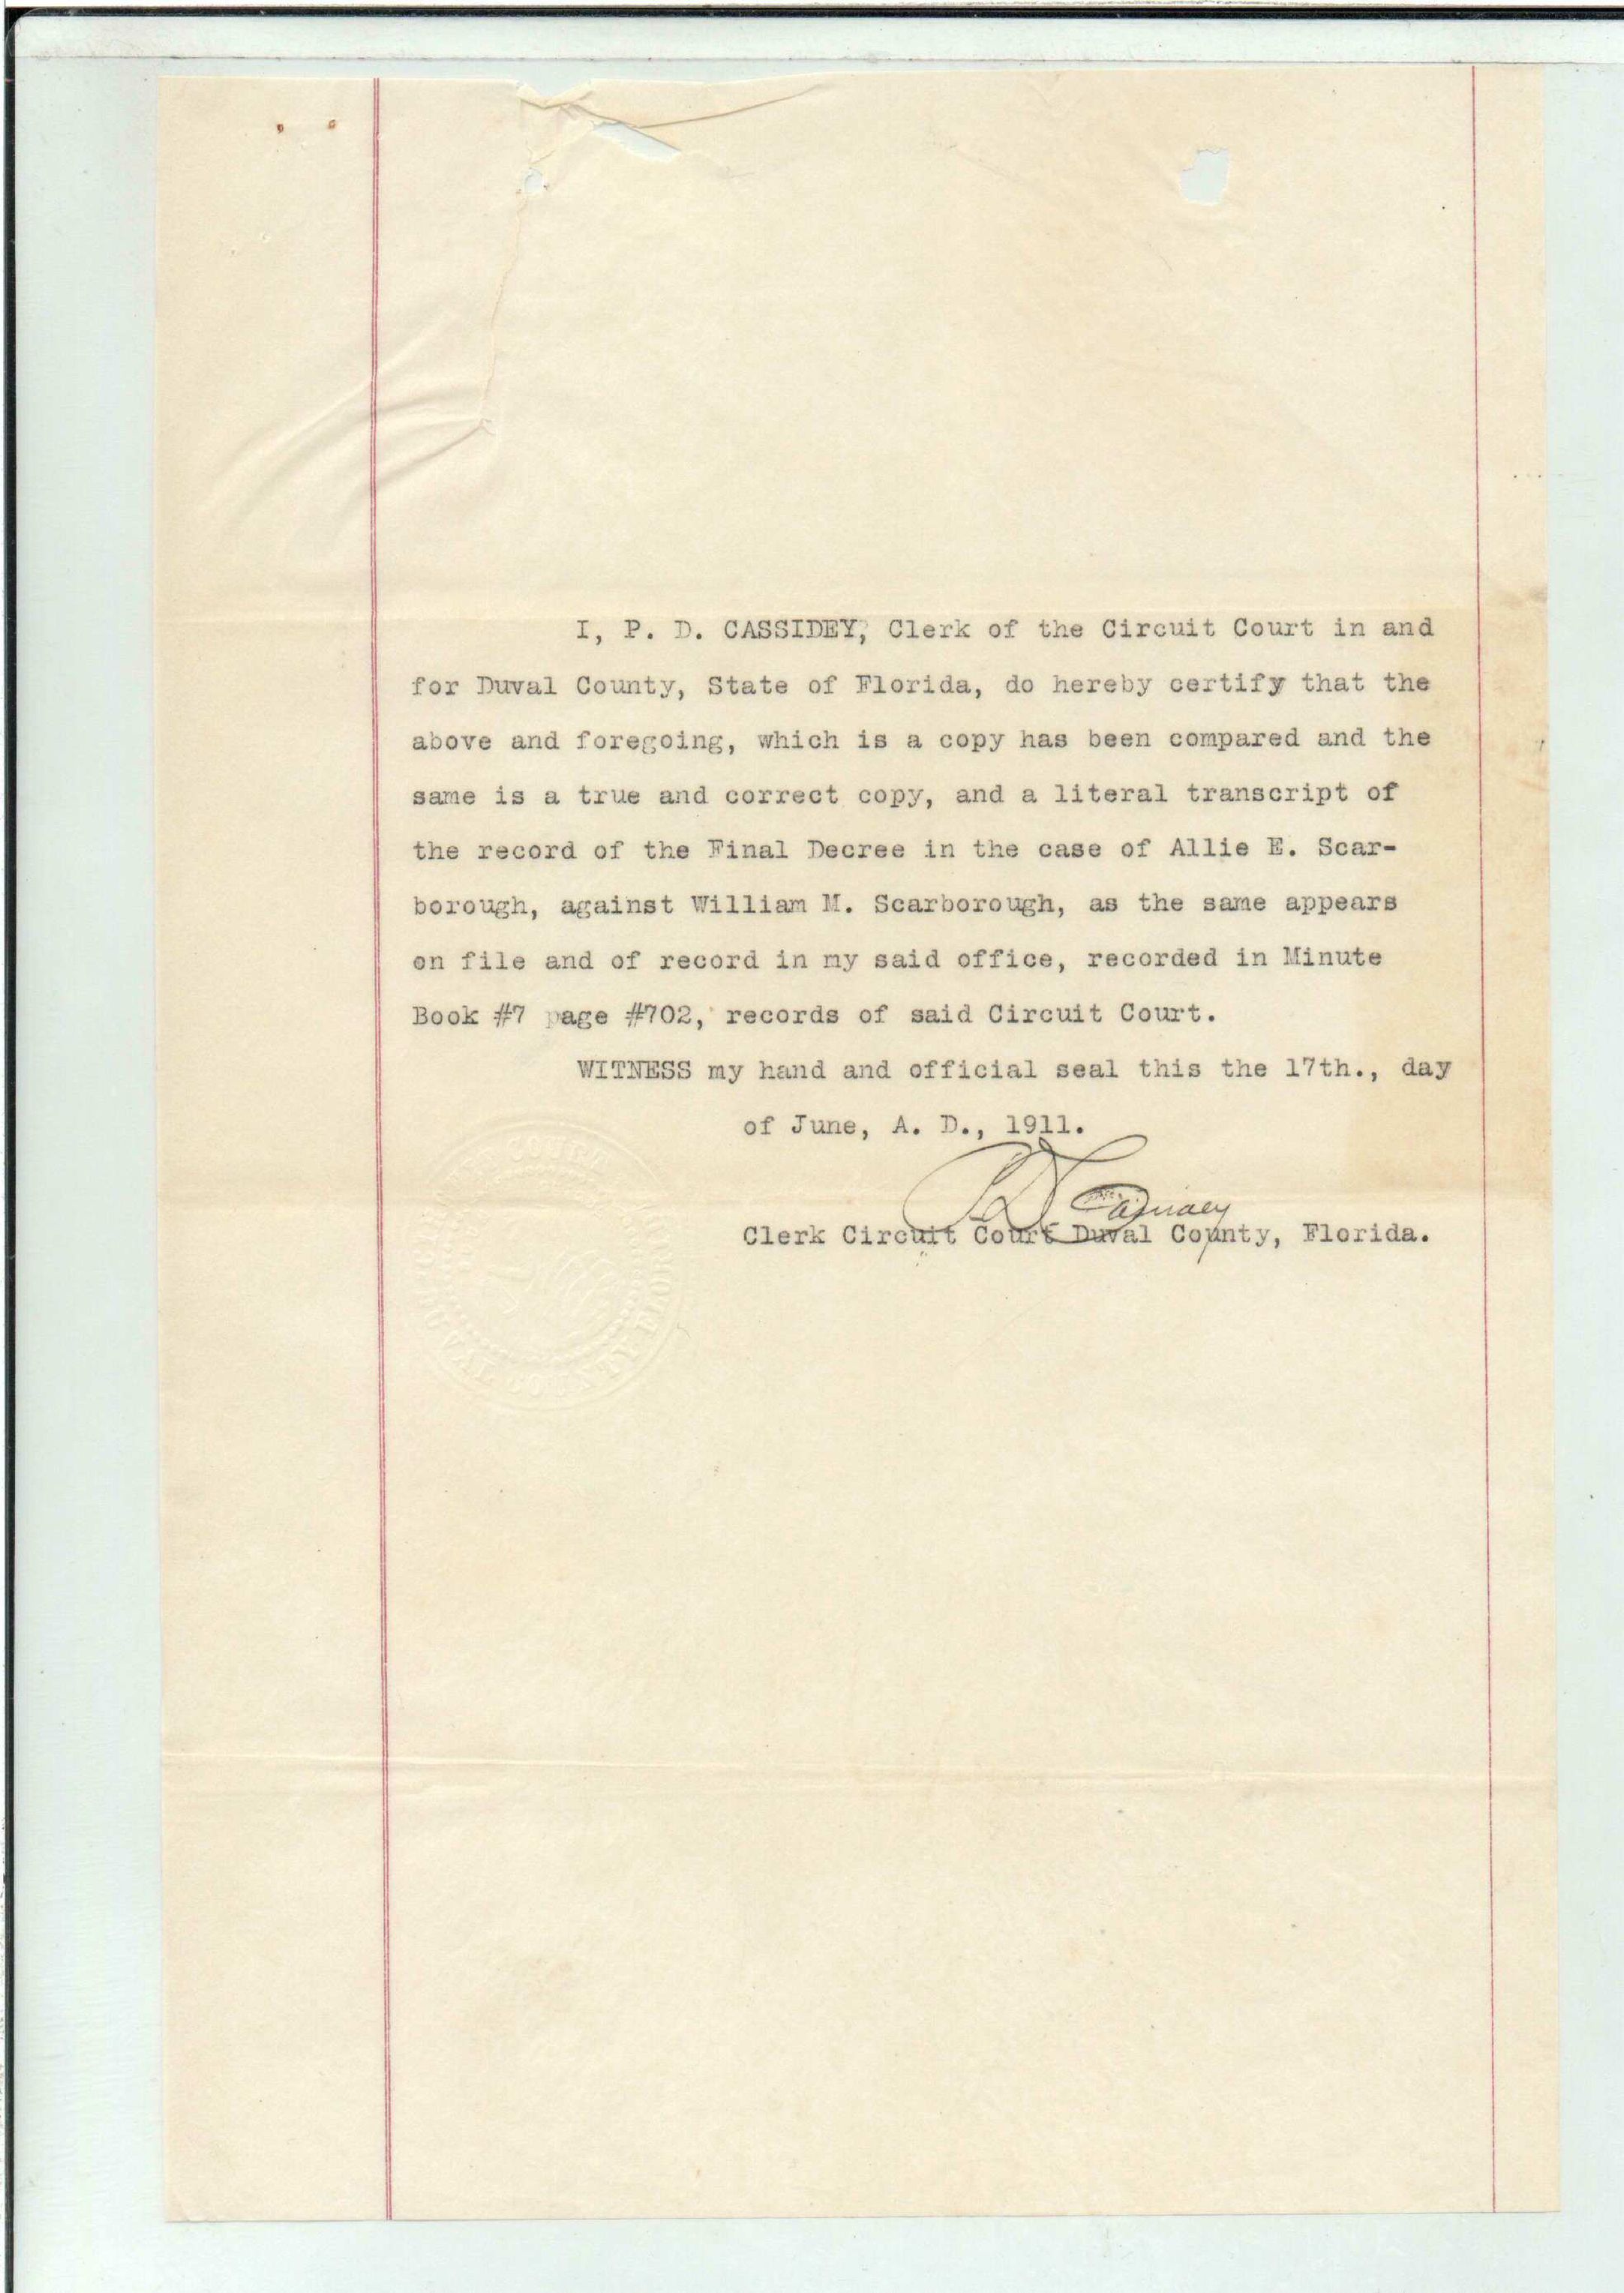 I, P. D. CASSIDEY, Clerk of the Circuit Court in and
for Duval County, State of Florida, do hereby certify that the
above and foregoing, which is a copy has been compared and the
same is a true and correct copy, and a literal transcript of
the record of the Final Decree in the case of Allie E. Scar-
borough, against William M. Scarborough, as the same appears
on file and of record in my said office, recorded in Minute
Book #7 page #702, records of said Circuit Court.
WITNESS my hand and official seal this the 17th., day
of June, A. D., 1911.
P D Cassidey
Clerk Circuit Court Duval County, Florida.
COURT
DUVAL COUNTY FLORIDA